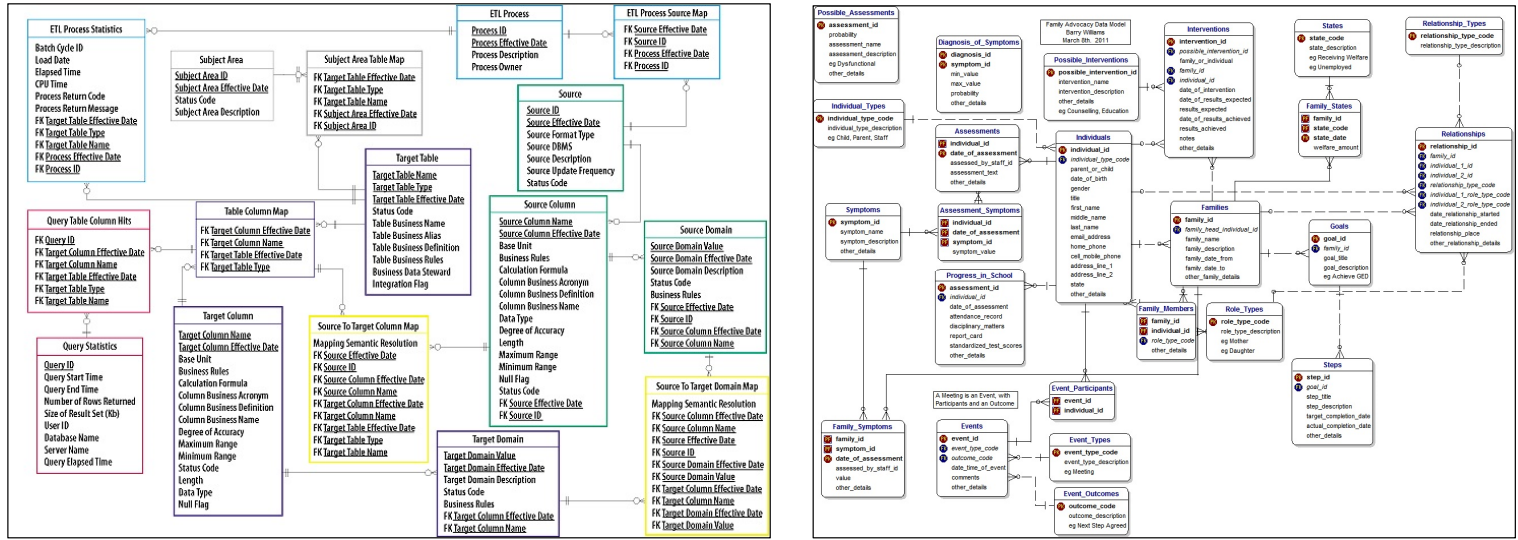 ETL Process Statistics
Batch Cycle ID
Load Date
Elapsed Time
CPU Time
Process Return Code
Process Return Message
FK Target Table Effective Date
FK Target Table Type
FK Target Table Name
FK Process Effective Date
FK Process ID
Subject Area
Subject Area ID
Subject Area Effective Date
Status Code
Subject Area Description
Subject Area Table Map
FK Target Table Effective Date
FK Target Table Type
FK Target Table Name
FK Subject Area Effective Date
FK Subject Area ID
ETL Process
Process ID
Process Effective Date
Process Description
Process Owner
ETL Process Source Map
FK Source Effective Date
FK Source ID
FK Process Effective Date
FK Process ID
Source
Source ID
Source Effective Date
Source Format Type
Source DBMS
Source Description
Source Update Frequency
Status Code
Target Table
Target Table Name
Target Table Type
Target Table Effective Date
Status Code
Table Business Name
Table Business Alias
Table Business Definition
Table Business Rules
Business Data Steward
Integration Flag
Query Table Column Hits
FK Query ID
FK Target Column Effective Date
FK Target Column Name
FK Target Table Effective Date
FK Target Table Type
FK Target Table Name
Table Column Map
FK Target Column Effective Date
FK Target Column Name
FK Target Table Effective Date
FK Target Table Type
Source Column
Source Column Name
Source Column Effective Date
Base Unit
Business Rules
Calculation Formula
Column Business Acronym
Column Business Definition
Column Business Name
Data Type
Degree of Accuracy
Length
Maximum Range
Minimum Range
Null Flag
Status Code
FK Source Effective Date
FK Source ID
Source Domain
Source Domain Value
Source Domain Effective Date
Source Domain Description
Status Code
Business Rules
FK Source Effective Date
FK Source ID
FK Source Column Effective Date
FK Source Column Name
Query Statistics
Query ID
Query Start Time
Query End Time
Number of Rows Returned
Size of Result Set (Kb)
User ID
Database Name
Server Name
Query Elapsed Time
Target Column
Target Column Name
Target Column Effective Date
Base Unit
Business Rules
Calculation Formula
Column Business Acronym
Column Business Definition
Column Business Name
Degree of Accuracy
Maximum Range
Minimum Range
Status Code
Length
Data Type
Null Flag
Source To Target Column Map
Mapping Semantic Resolution
FK Source Effective Date
FK Source ID
FK Source Column Effective Date
FK Source Column Name
FK Target Column Effective Date
FK Target Column Name
FK Target Table Effective Date
FK Target Table Type
FK Target Table Name
Target Domain
Target Domain Value
Target Domain Effective Date
Target Domain Description
Status Code
Business Rules
FK Target Column Effective Date
FK Target Column Name
Source To Target Domain Map
Mapping Semantic Resolution
FK Source Column Effective Date
FK Source Column Name
FK Source Effective Date
FK Source ID
FK Source Domain Effective Date
FK Source Domain Value
FK Target Column Effective Date
FK Target Column Name
FK Target Domain Effective Date
FK Target Domain Value
Possible_Assessments
assessment_id
probability
assessment_name
assessment_description
eg Dysfunctional
other_details
Diagnosis_of_Symptoms
diagnosis_id
symptom_id
min_value
max_value
probability
other_details
Family Advocacy Data Model
Barry Williams
March 8th. 2011
Possible_Interventions
possible_intervention_id
intervention_name
intervention_description
other_details
eg Counselling, Education
Interventions
intervention_id
possible_intervention_id
family_or_individual
family_id
individual_id
date_of_intervention
date_of_results_expected
results_expected
date_of_results_achieved
results_achieved
notes
other_details
States
state_code
state_description
eg Receiving Welfare
eg Unemployed
Relationship_Types
relationship_type_code
relationship_type_description
Individual_Types
individual_type_code
individual_type_description
eg Child, Parent, Staff
Assessments
individual_id
date_of_assessment
assessed_by_staff_id
assessment_text
other_details
Individuals
individual_id
individual_type_code
parent_or_child
date_of_birth
gender
title
first_name
middle_name
last_name
email_address
home_phone
cell_mobile_phone
address_line_1
address_line_2
state
other_details
Family_States
family_id
state_code
state_date
welfare_amount
Relationships
relationship_id
family_id
individual_1_id
individual_2_id
relationship_type_code
individual_1_role_type_code
individual_2_role_type_code
date_relationship_started
date_relationship_ended
relationship_place
other_relationship_details
Symptoms
symptom_id
symptom_name
symptom_description
other_details
Assessment_Symptoms
individual_id
date_of_assessment
symptom_id
symptom_value
Families
family_id
family_head_individual_id
family_name
family_description
family_date_from
family_date_to
other_family_details
Goals
goal_id
family_id
goal_title
goal_description
eg Achieve GED
Progress_in_School
assessment_id
individual_id
date_of_assessment
attendance_record
disciplinary_matters
report_card
standardized_test_scores
other_details
Family_Members
family_id
individual_id
role_type_code
other_details
Role_Types
role_type_code
role_type_description
eg Mother
eg Daughter
Steps
step_id
goal_id
step_title
step_description
target_completion_date
actual_completion_date
other_details
A Meeting is an Event, with
Participants and an Outcome
Event_Participants
event_id
individual_id
Family_Symptoms
family_id
symptom_id
date_of_assessment
assessed_by_staff_id
value
other_details
Events
event_id
event_type_code
outcome_code
date_time_of_event
comments
other_details
Event_Types
event_type_code
event_type_description
eg Meeting
Event_Outcomes
outcome_code
outcome_description
eg Next Step Agreed